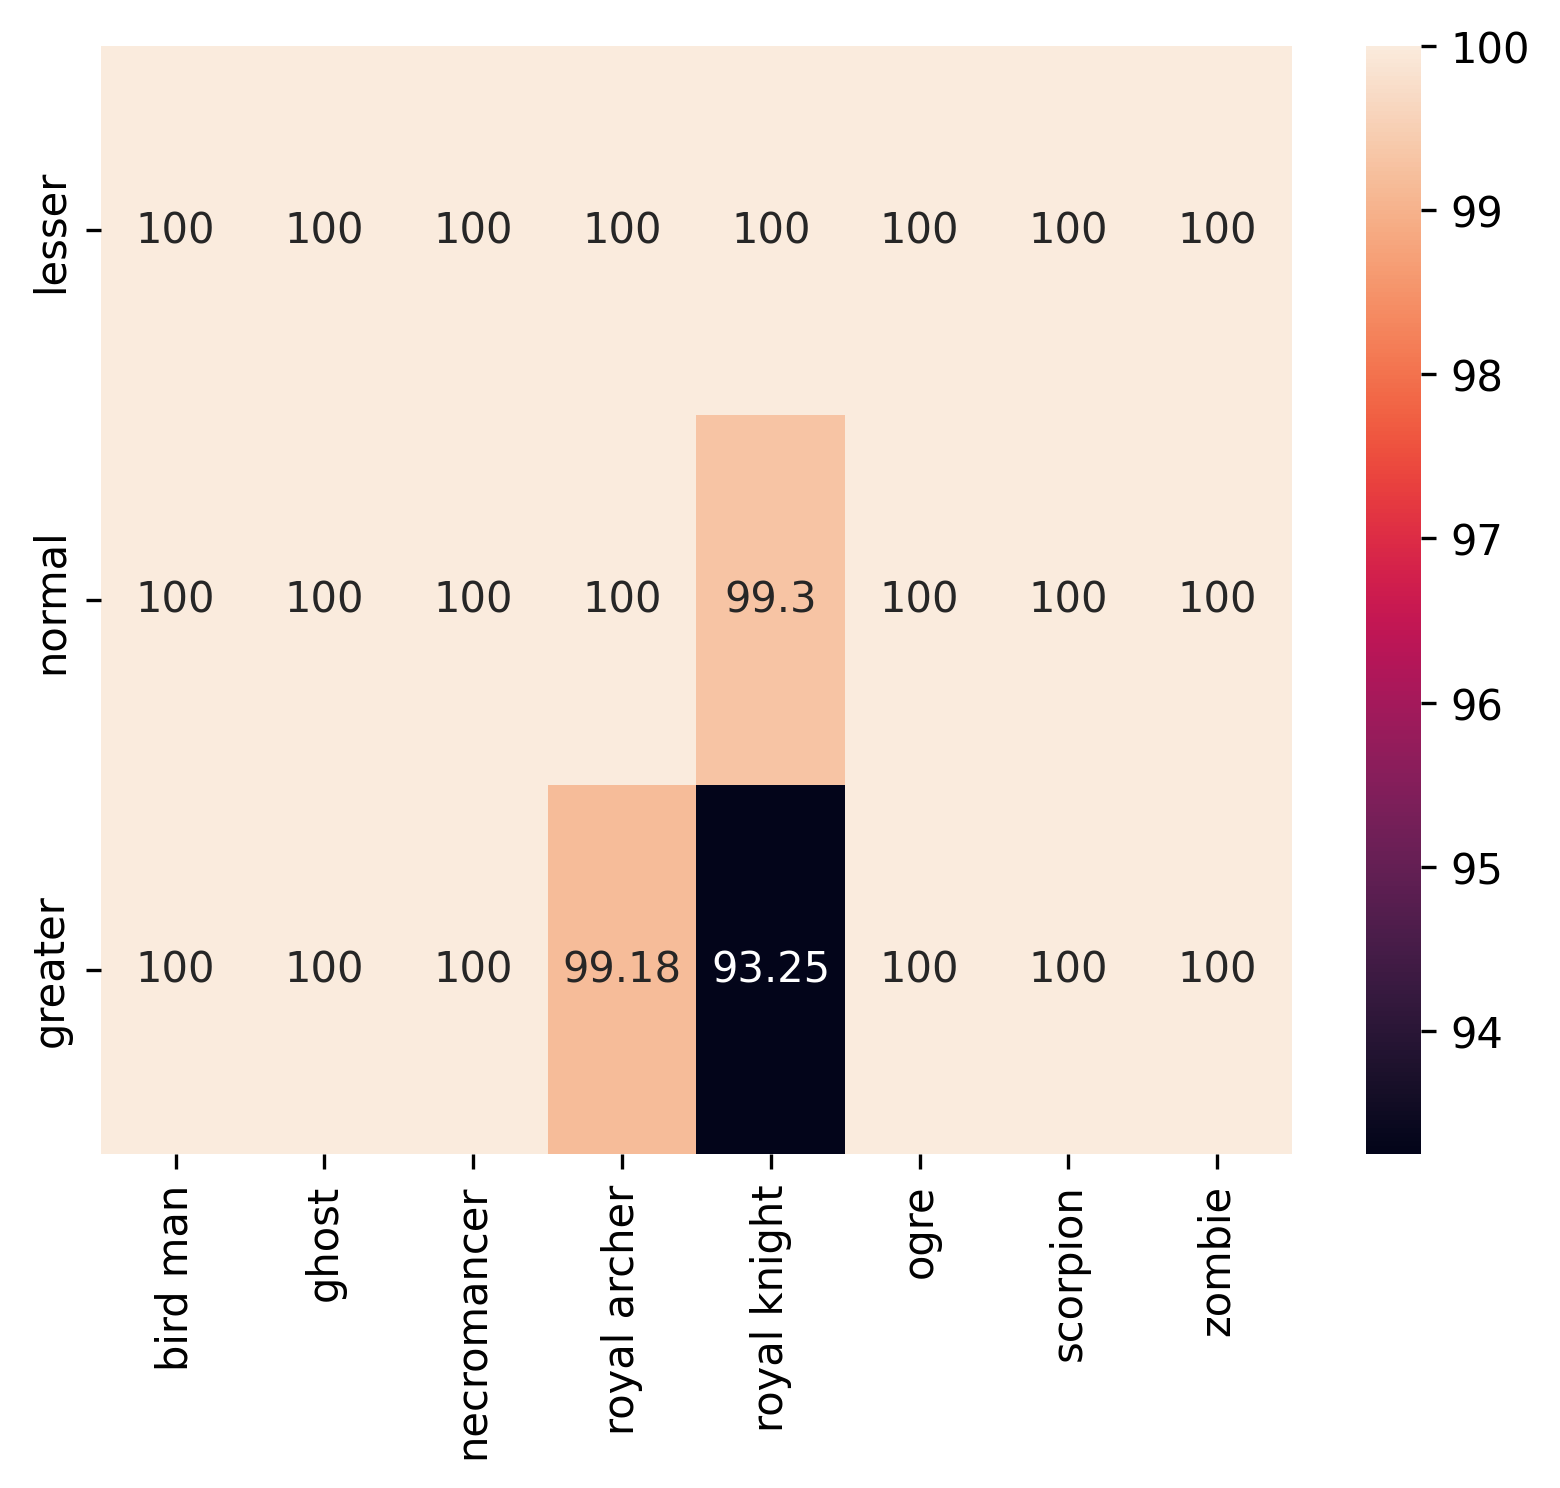 lesser
100 100 100 100 100 100 100 100
normal
100 100 100 100 99.3 100 100 100
greater
100 100 100 99.18 93.25 100 100 100
bird man
ghost
necromancer
royal archer
royal knight
ogre
scorpion
zombie
100
99
98
97
96
95
94